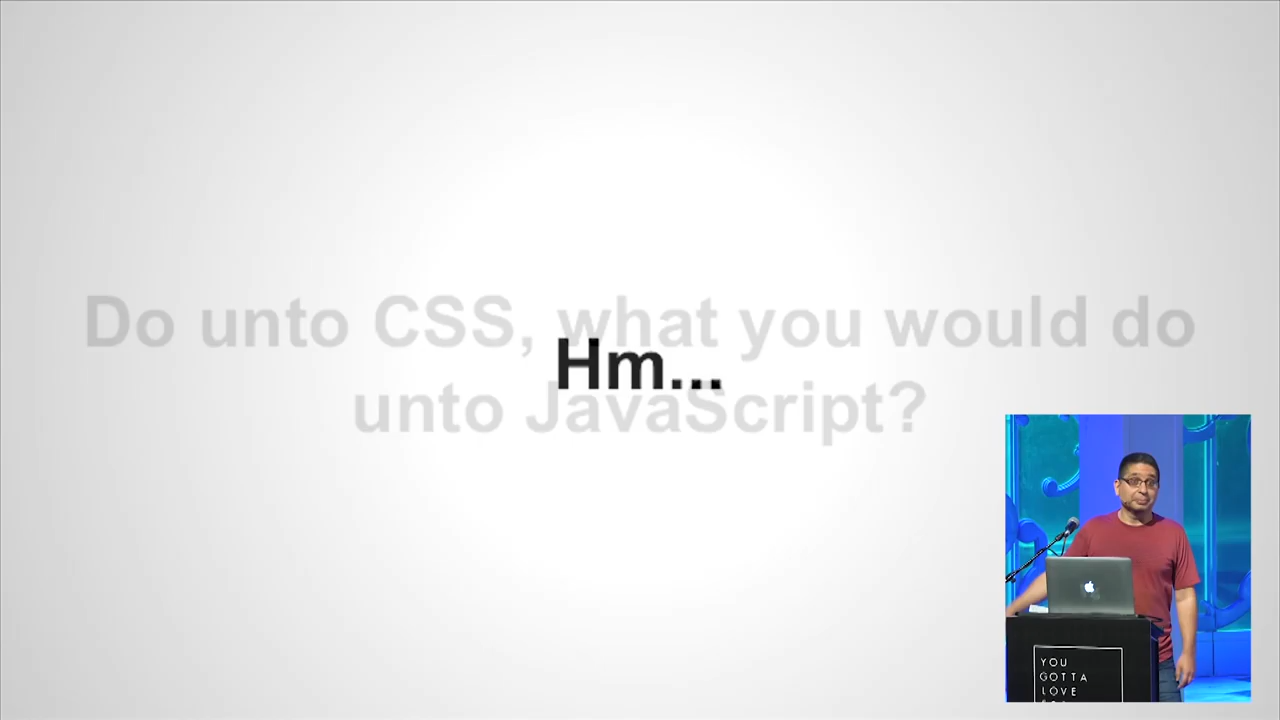 Do unto CSS, what you would do
Hm...
unto JavaScript?
YOU
GOTTA
LOVE